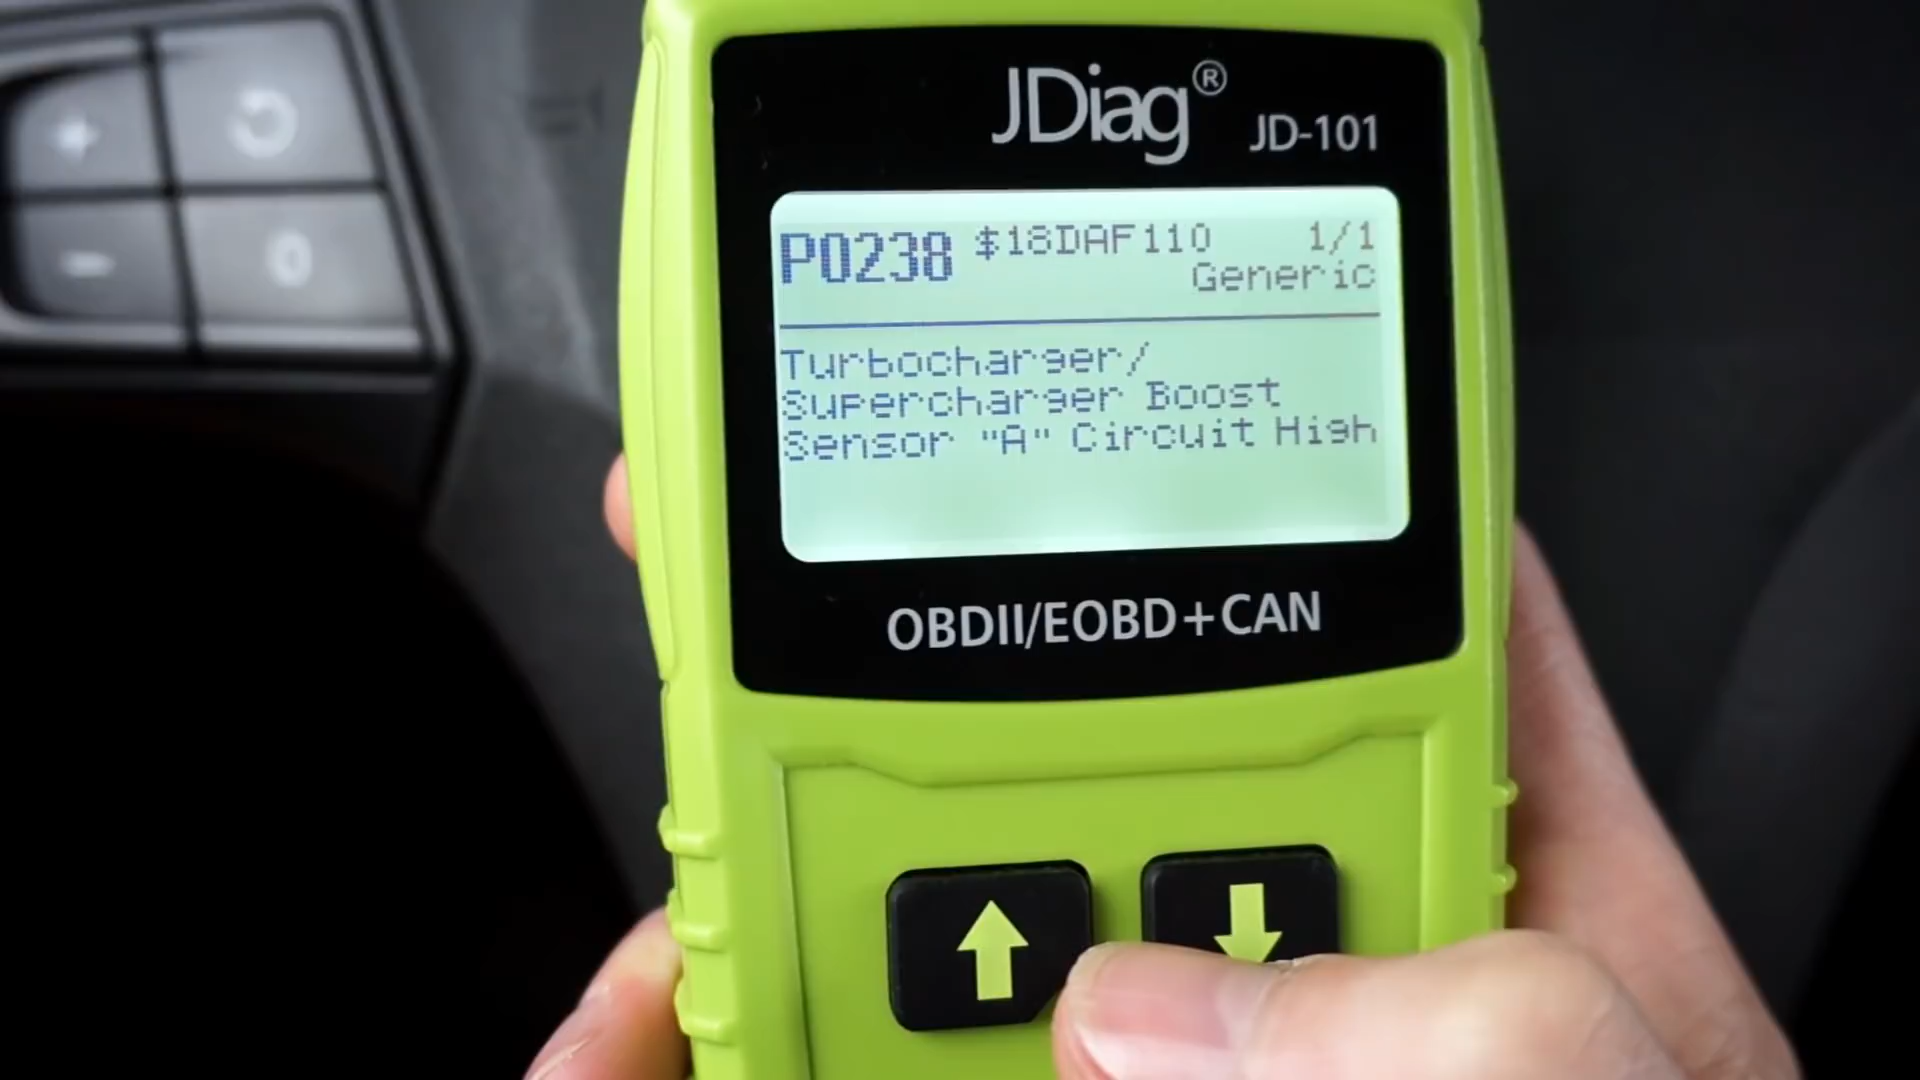 JDiag® JD-101
P0238 $18DAF110 1/1
Generic
Turbocharger/
Supercharger Boost
Sensor "A" Circuit High
OBDII/EOBD+CAN